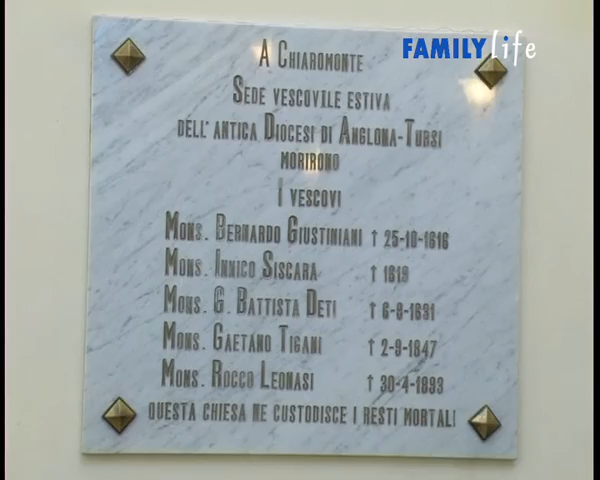 FAMILY life
A CHIAROMONTE
SEDE VESCOVILE ESTIVA
DELL'ANTICA DIOCESI DI ANGLONA-TURSI
MORIRONO
I VESCOVI
MONS. BERNARDO GIUSTINIANI † 25-10-1616
MONS. INNICO SISCARA † 1619
MONS. G. BATTISTA DETI † 6-8-1631
MONS. GAETANO TIGANI † 2-9-1847
MONS. ROCCO LEONASI † 30-4-1893
QUESTA CHIESA NE CUSTODISCE I RESTI MORTALI